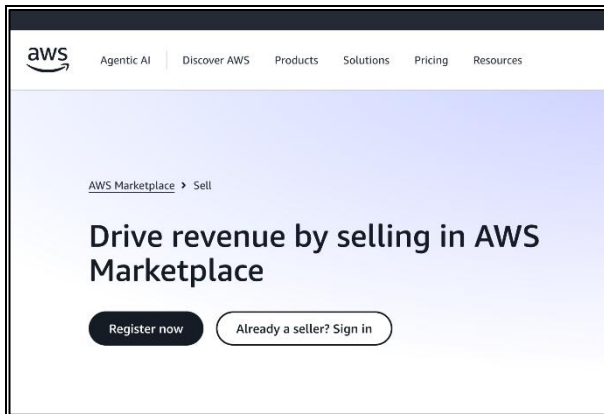 aws
Agentic AI Discover AWS Products Solutions Pricing Resources
AWS Marketplace > Sell
Drive revenue by selling in AWS
Marketplace
Register now Already a seller? Sign in